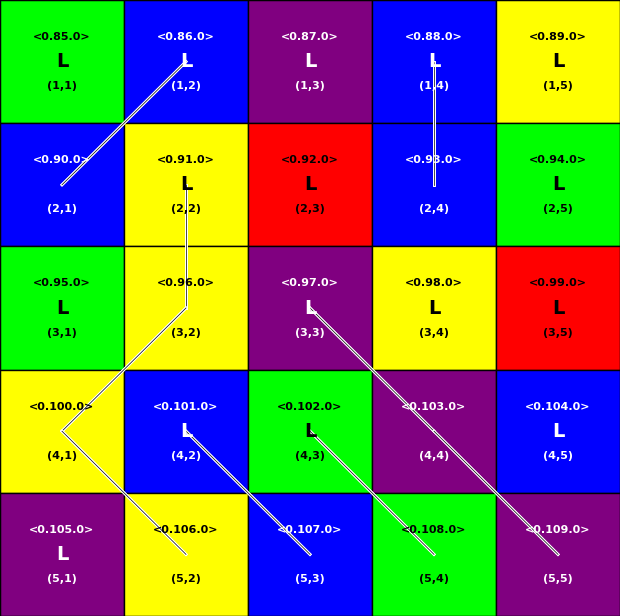 <0.85.0> <0.86.0> <0.87.0> <0.88.0> <0.89.0>
L L L L L
(1,1) (1,2) (1,3) (1,4) (1,5)
<0.90.0> <0.91.0> <0.92.0> <0.93.0> <0.94.0>
L L L
(2,1) (2,2) (2,3) (2,4) (2,5)
<0.95.0> <0.96.0> <0.97.0> <0.98.0> <0.99.0>
L L L L
(3,1) (3,2) (3,3) (3,4) (3,5)
<0.100.0> <0.101.0> <0.102.0> <0.103.0> <0.104.0>
L L L
(4,1) (4,2) (4,3) (4,4) (4,5)
<0.105.0> <0.106.0> <0.107.0> <0.108.0> <0.109.0>
L
(5,1) (5,2) (5,3) (5,4) (5,5)